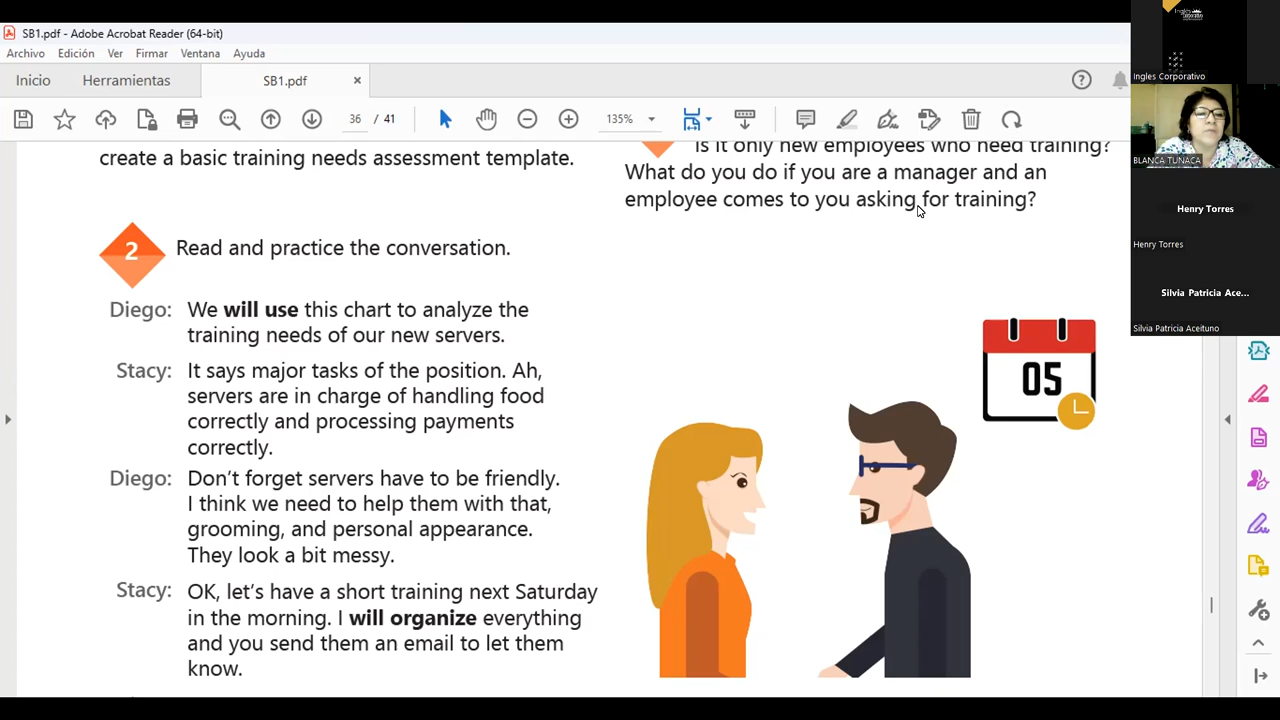 SB1.pdf - Adobe Acrobat Reader (64-bit)
Archivo Edición Ver Firmar Ventana Ayuda
Inicio Herramientas SB1.pdf ×
36 / 41 135%
create a basic training needs assessment template.
Is it only new employees who need training?
What do you do if you are a manager and an
employee comes to you asking for training?
2 Read and practice the conversation.
Diego: We will use this chart to analyze the
training needs of our new servers.
Stacy: It says major tasks of the position. Ah,
servers are in charge of handling food
correctly and processing payments
correctly.
Diego: Don't forget servers have to be friendly.
I think we need to help them with that,
grooming, and personal appearance.
They look a bit messy.
Stacy: OK, let's have a short training next Saturday
in the morning. I will organize everything
and you send them an email to let them
know.
05
Inglés
Corporativo
Ingles Corporativo
BLANCA TUNACA
Henry Torres
Henry Torres
Silvia Patricia Ace...
Silvia Patricia Aceituno